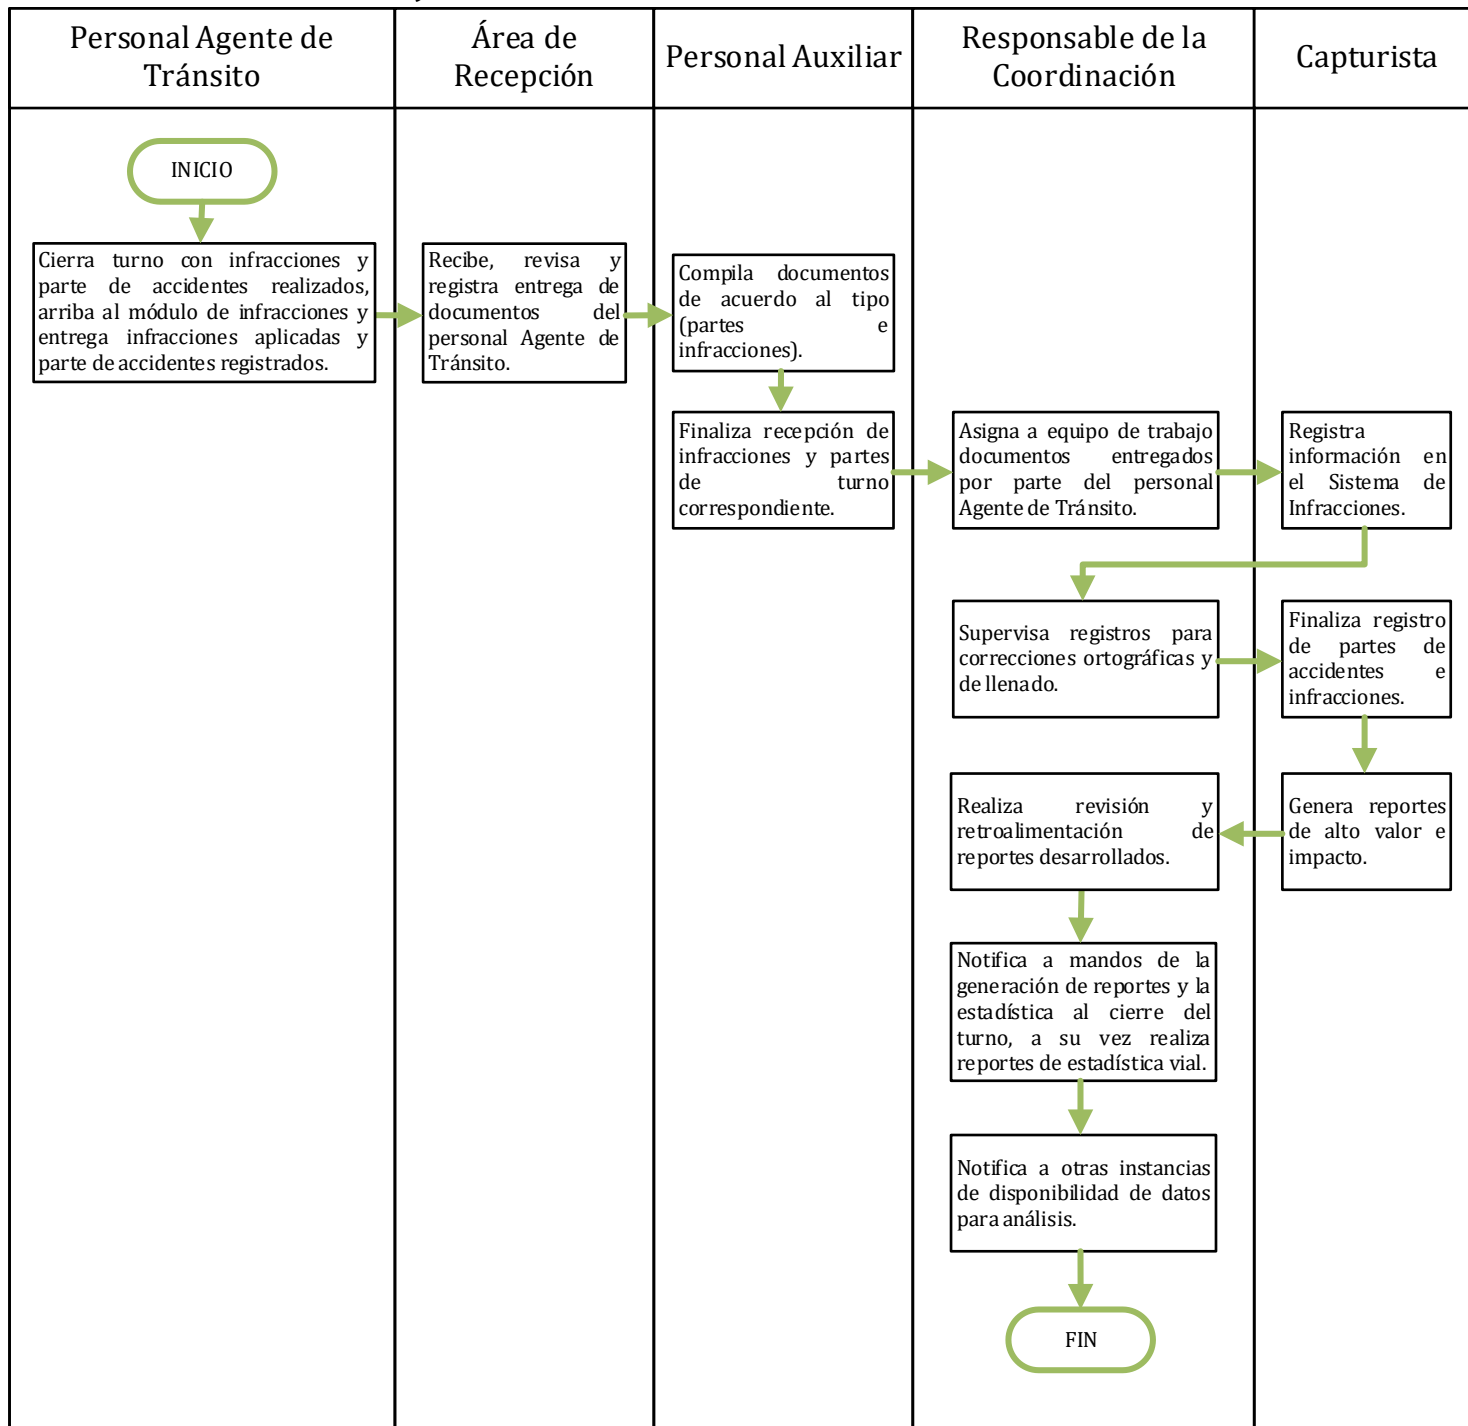 Personal Agente de
Tránsito
Área de
Recepción
Personal Auxiliar
Responsable de la
Coordinación
Capturista
INICIO
Cierra turno con infracciones y
parte de accidentes realizados,
arriba al módulo de infracciones y
entrega infracciones aplicadas y
parte de accidentes registrados.
Recibe, revisa y
registra entrega de
documentos del
personal Agente de
Tránsito.
Compila documentos
de acuerdo al tipo
(partes e
infracciones).
Finaliza recepción de
infracciones y partes
de turno
correspondiente.
Asigna a equipo de trabajo
documentos entregados
por parte del personal
Agente de Tránsito.
Registra
información en
el Sistema de
Infracciones.
Supervisa registros para
correcciones ortográficas y
de llenado.
Finaliza registro
de partes de
accidentes e
infracciones.
Genera reportes
de alto valor e
impacto.
Realiza revisión y
retroalimentación de
reportes desarrollados.
Notifica a mandos de la
generación de reportes y la
estadística al cierre del
turno, a su vez realiza
reportes de estadística vial.
Notifica a otras instancias
de disponibilidad de datos
para análisis.
FIN